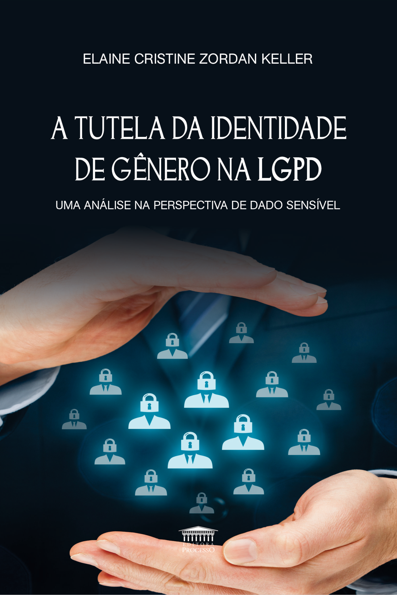 ELAINE CRISTINE ZORDAN KELLER
A TUTELA DA IDENTIDADE
DE GÊNERO NA LGPD
UMA ANÁLISE NA PERSPECTIVA DE DADO SENSÍVEL